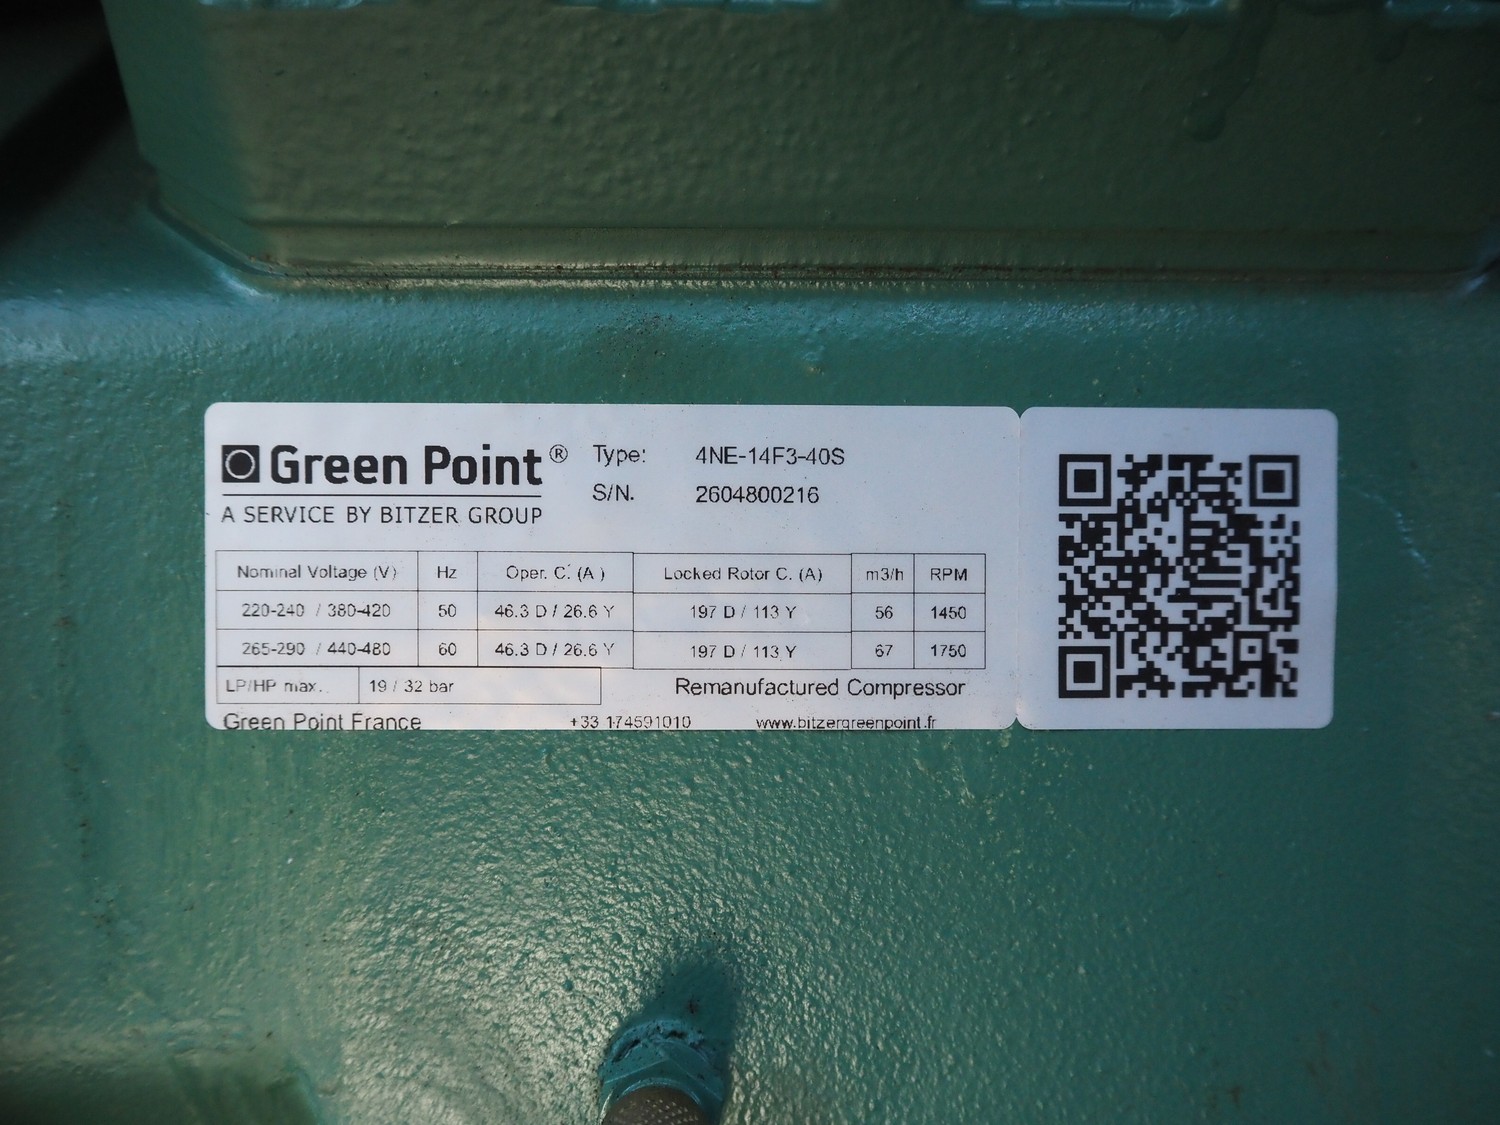 Green Point®
A SERVICE BY BITZER GROUP
Type: 4NE-14F3-40S
S/N. 2604800216
Nominal Voltage (V) Hz Oper. C. (A ) Locked Rotor C. (A) m3/h RPM
220-240 / 380-420 50 46.3 D / 26.6 Y 197 D / 113 Y 56 1450
265-290 / 440-480 60 46.3 D / 26.6 Y 197 D / 113 Y 67 1750
LP/HP max. 19 / 32 bar
Remanufactured Compressor
Green Point France +33 174591010 www.bitzergreenpoint.fr